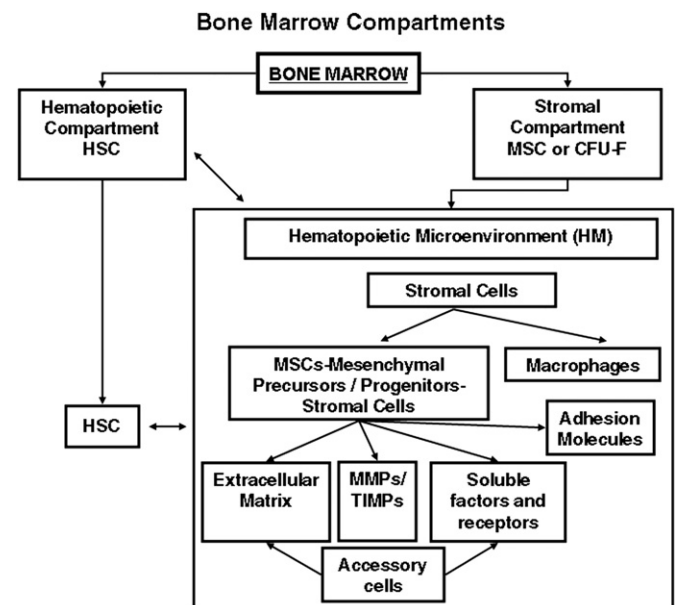 Bone Marrow Compartments
BONE MARROW
Hematopoietic
Compartment
HSC
Stromal
Compartment
MSC or CFU-F
Hematopoietic Microenvironment (HM)
Stromal Cells
MSCs-Mesenchymal
Precursors / Progenitors-
Stromal Cells
Macrophages
HSC
Adhesion
Molecules
Extracellular
Matrix
MMPs/
TIMPs
Soluble
factors and
receptors
Accessory
cells